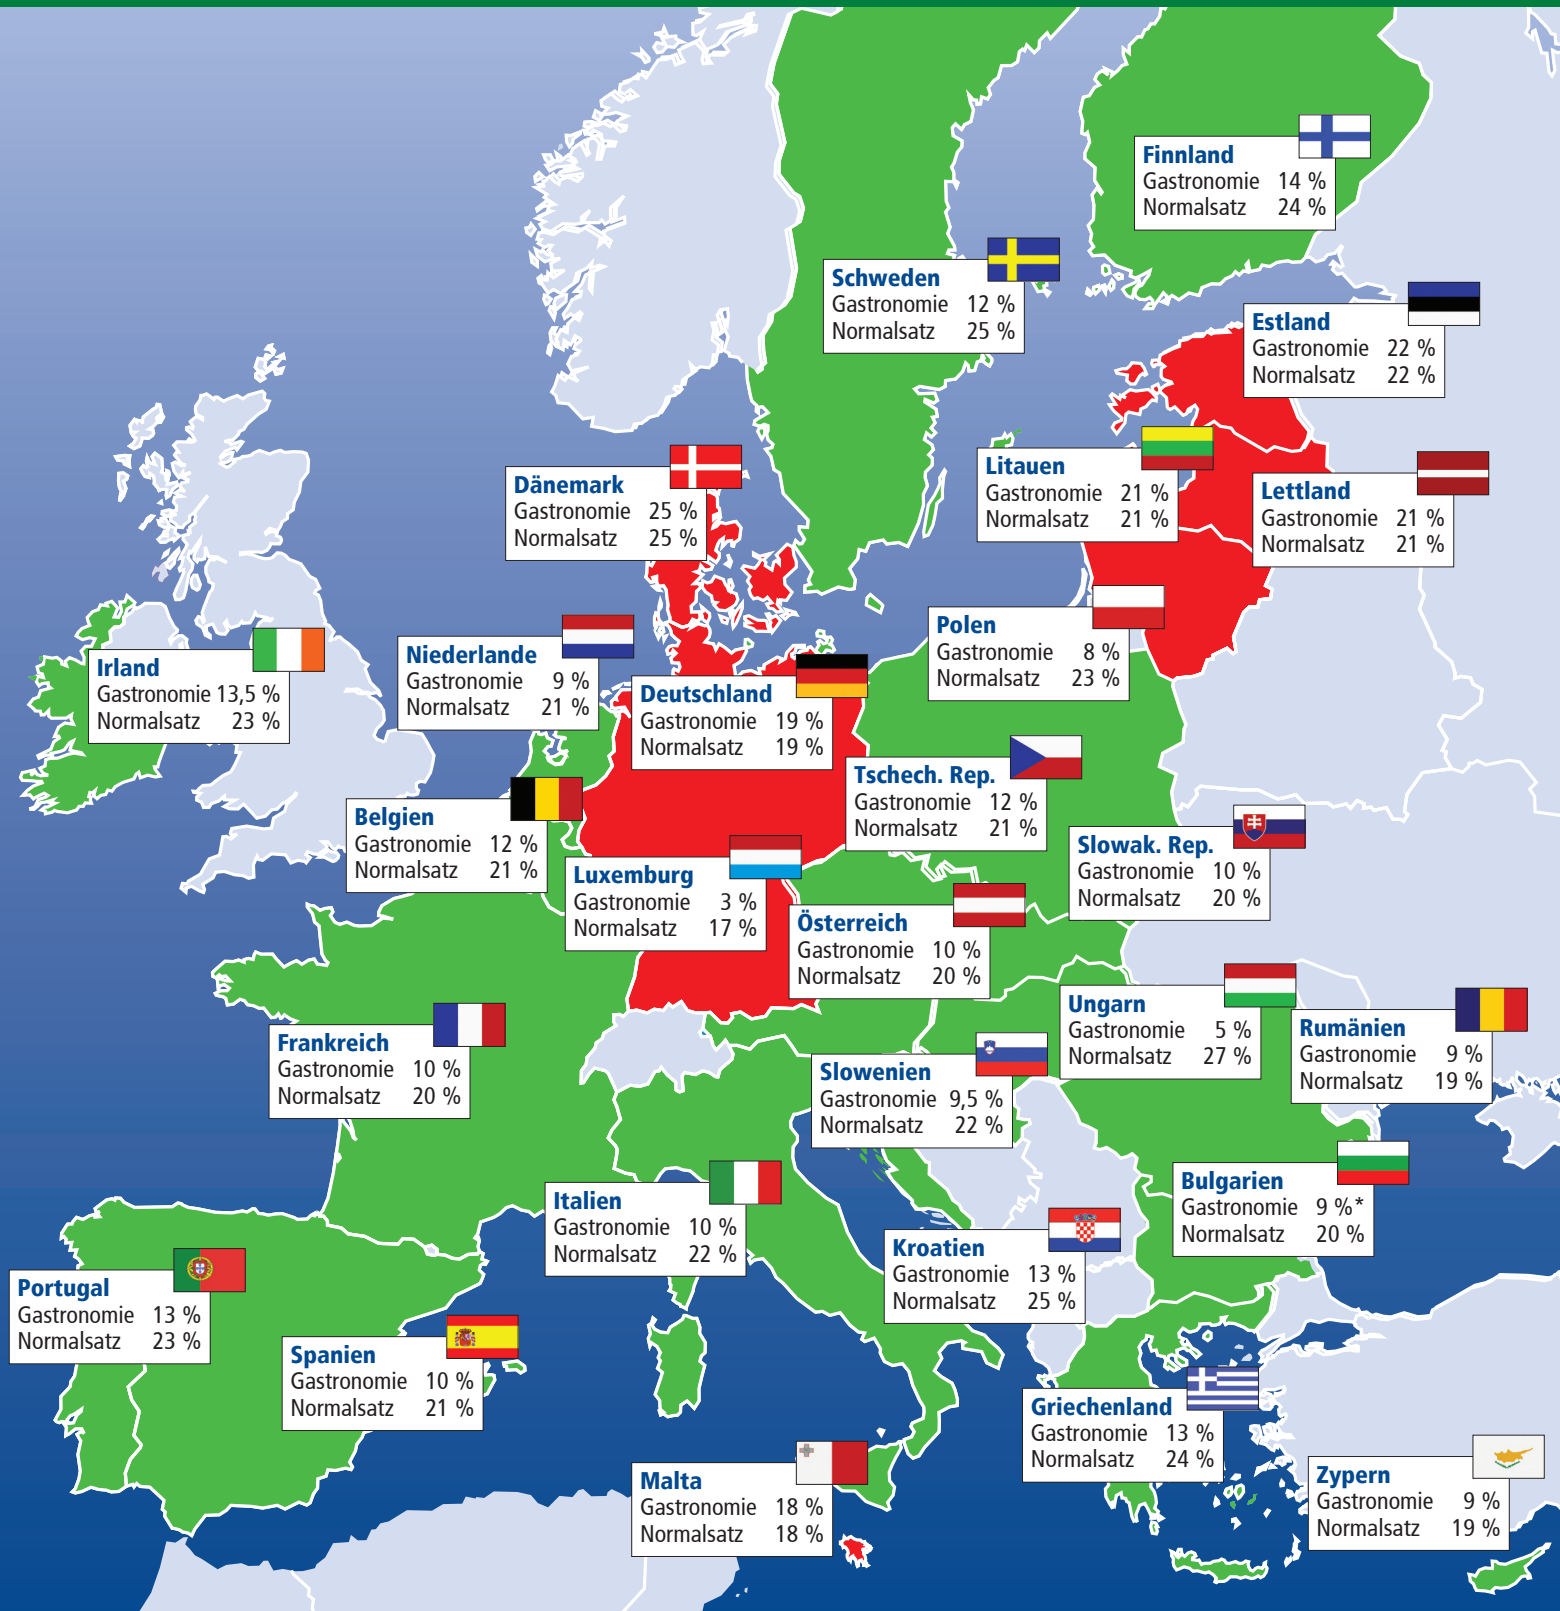 Finnland
Gastronomie 14 %
Normalsatz 24 %
Schweden
Gastronomie 12 %
Normalsatz 25 %
Estland
Gastronomie 22 %
Normalsatz 22 %
Litauen
Gastronomie 21 %
Normalsatz 21 %
Lettland
Gastronomie 21 %
Normalsatz 21 %
Dänemark
Gastronomie 25 %
Normalsatz 25 %
Polen
Gastronomie 8 %
Normalsatz 23 %
Irland
Gastronomie 13,5 %
Normalsatz 23 %
Niederlande
Gastronomie 9 %
Normalsatz 21 %
Deutschland
Gastronomie 19 %
Normalsatz 19 %
Tschech. Rep.
Gastronomie 12 %
Normalsatz 21 %
Belgien
Gastronomie 12 %
Normalsatz 21 %
Slowak. Rep.
Gastronomie 10 %
Normalsatz 20 %
Luxemburg
Gastronomie 3 %
Normalsatz 17 %
Österreich
Gastronomie 10 %
Normalsatz 20 %
Ungarn
Gastronomie 5 %
Normalsatz 27 %
Rumänien
Gastronomie 9 %
Normalsatz 19 %
Frankreich
Gastronomie 10 %
Normalsatz 20 %
Slowenien
Gastronomie 9,5 %
Normalsatz 22 %
Bulgarien
Gastronomie 9 %*
Normalsatz 20 %
Italien
Gastronomie 10 %
Normalsatz 22 %
Kroatien
Gastronomie 13 %
Normalsatz 25 %
Portugal
Gastronomie 13 %
Normalsatz 23 %
Spanien
Gastronomie 10 %
Normalsatz 21 %
Griechenland
Gastronomie 13 %
Normalsatz 24 %
Malta
Gastronomie 18 %
Normalsatz 18 %
Zypern
Gastronomie 9 %
Normalsatz 19 %